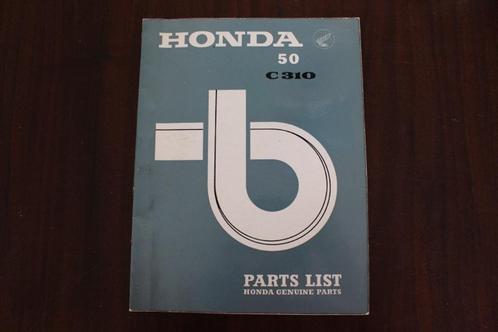 HONDA
50
C310
PARTS LIST
HONDA GENUINE PARTS